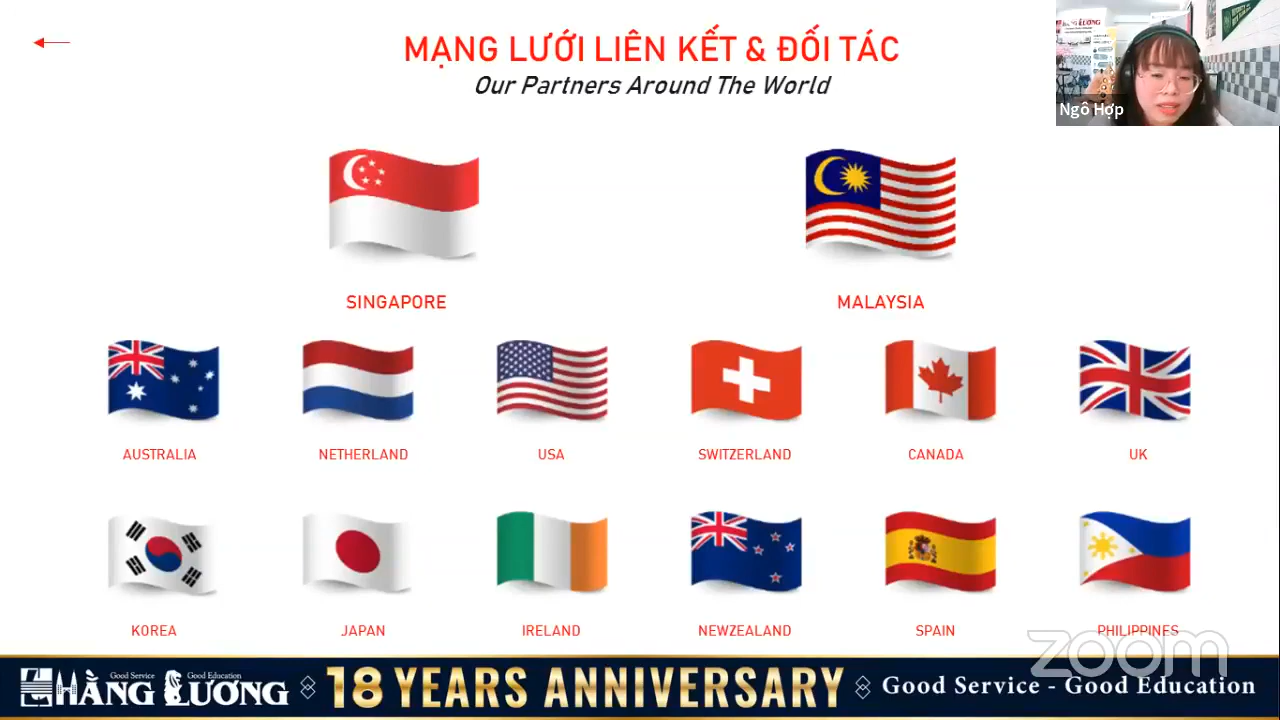 MẠNG LƯỚI LIÊN KẾT & ĐỐI TÁC
Our Partners Around The World
Ngô Hợp
SINGAPORE
MALAYSIA
AUSTRALIA
NETHERLAND
USA
SWITZERLAND
CANADA
UK
KOREA
JAPAN
IRELAND
NEWZEALAND
SPAIN
PHILIPPINES
zoom
Good Service
Good Education
HẰNG LƯƠNG
18 YEARS ANNIVERSARY
Good Service - Good Education